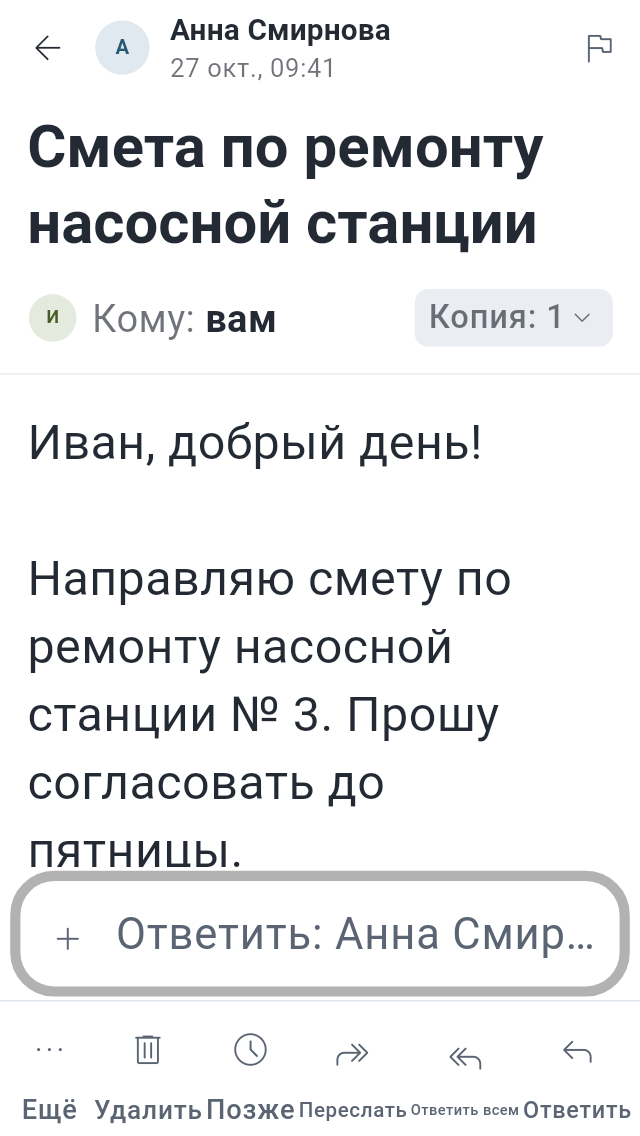 А
Анна Смирнова
27 окт., 09:41
Смета по ремонту
насосной станции
И
Кому: вам
Копия: 1
Иван, добрый день!
Направляю смету по
ремонту насосной
станции № 3. Прошу
согласовать до
пятницы.
Ответить: Анна Смир...
Ещё Удалить Позже Переслать Ответить всем Ответить